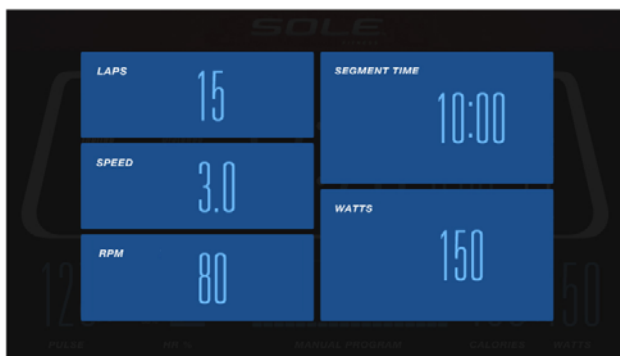 SOLE
LAPS
15
SPEED
3.0
RPM
80
SEGMENT TIME
10:00
WATTS
150
PULSE
HR %
MANUAL PROGRAM
CALORIES
WATTS